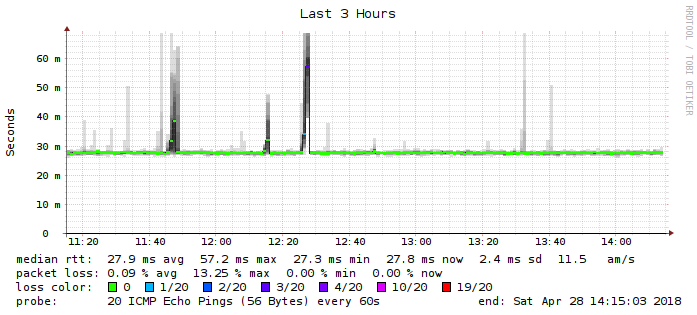 Last 3 Hours
RRDTOOL / TOBI OETIKER
Seconds
60 m
50 m
40 m
30 m
20 m
10 m
0
11:20 11:40 12:00 12:20 12:40 13:00 13:20 13:40 14:00
median rtt: 27.9 ms avg 57.2 ms max 27.3 ms min 27.8 ms now 2.4 ms sd 11.5 am/s
packet loss: 0.09 % avg 13.25 % max 0.00 % min 0.00 % now
loss color: 0 1/20 2/20 3/20 4/20 10/20 19/20
probe: 20 ICMP Echo Pings (56 Bytes) every 60s end: Sat Apr 28 14:15:03 2018